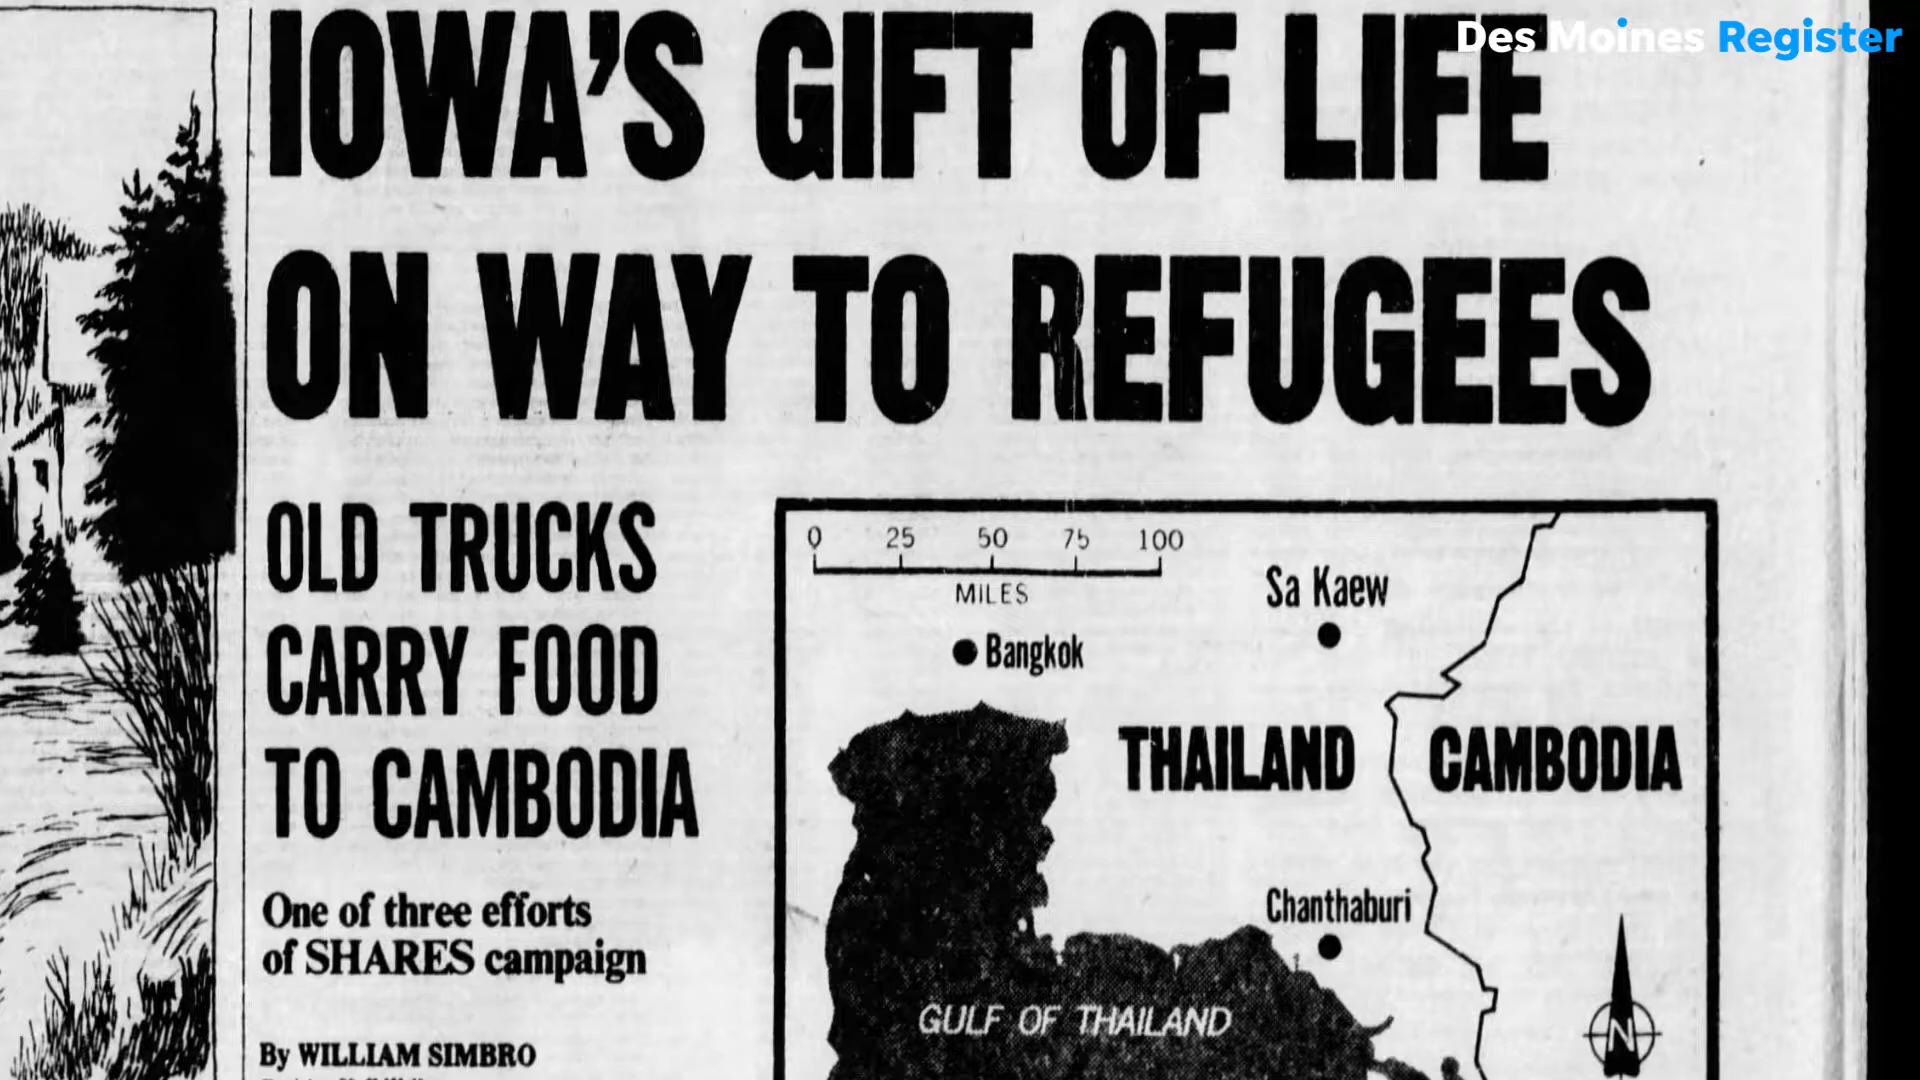 Des Moines Register
IOWA'S GIFT OF LIFE
ON WAY TO REFUGEES
OLD TRUCKS
CARRY FOOD
TO CAMBODIA
One of three efforts
of SHARES campaign
By WILLIAM SIMBRO
0 25 50 75 100
MILES
Sa Kaew
Bangkok
THAILAND CAMBODIA
Chanthaburi
GULF OF THAILAND
N